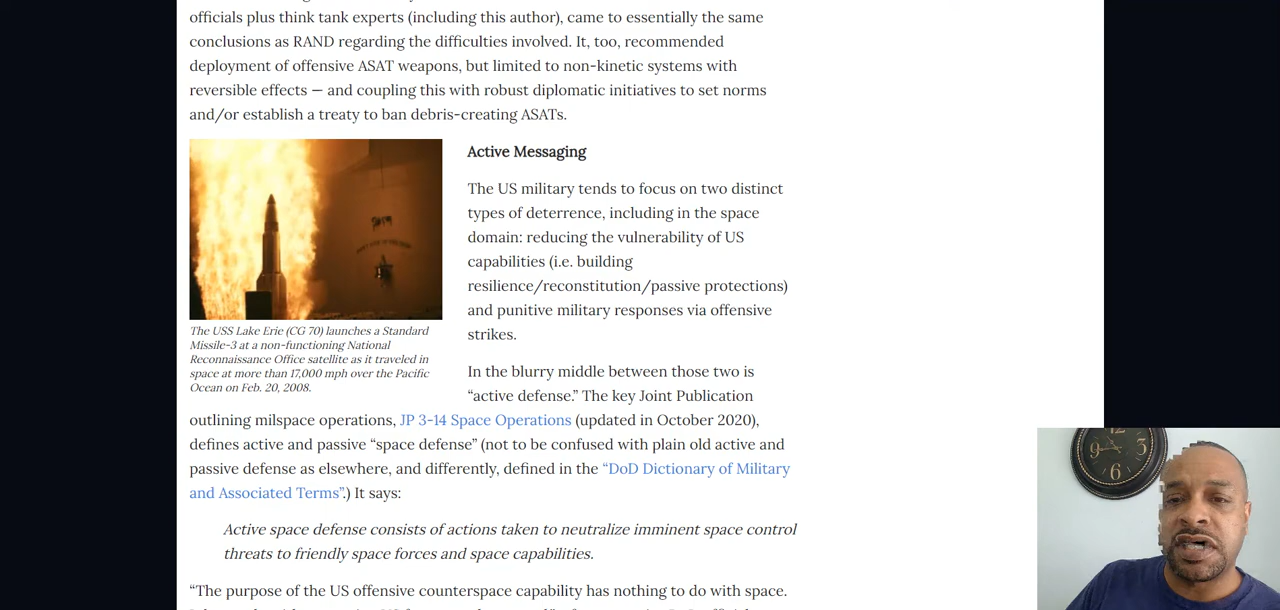 officials plus think tank experts (including this author), came to essentially the same
conclusions as RAND regarding the difficulties involved. It, too, recommended
deployment of offensive ASAT weapons, but limited to non-kinetic systems with
reversible effects — and coupling this with robust diplomatic initiatives to set norms
and/or establish a treaty to ban debris-creating ASATs.
The USS Lake Erie (CG 70) launches a Standard
Missile-3 at a non-functioning National
Reconnaissance Office satellite as it traveled in
space at more than 17,000 mph over the Pacific
Ocean on Feb. 20, 2008.
Active Messaging
The US military tends to focus on two distinct
types of deterrence, including in the space
domain: reducing the vulnerability of US
capabilities (i.e. building
resilience/reconstitution/passive protections)
and punitive military responses via offensive
strikes.
In the blurry middle between those two is
“active defense.” The key Joint Publication
outlining milspace operations, JP 3-14 Space Operations (updated in October 2020),
defines active and passive “space defense” (not to be confused with plain old active and
passive defense as elsewhere, and differently, defined in the “DoD Dictionary of Military
and Associated Terms”.) It says:
Active space defense consists of actions taken to neutralize imminent space control
threats to friendly space forces and space capabilities.
“The purpose of the US offensive counterspace capability has nothing to do with space.
12
9 3
6